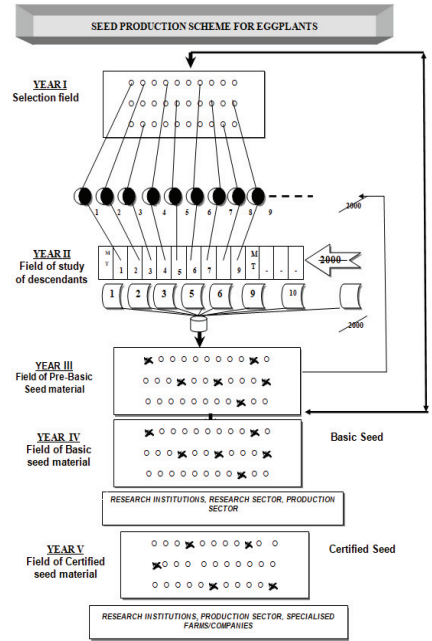 SEED PRODUCTION SCHEME FOR EGGPLANTS
YEAR I
Selection field
1 2 3 4 5 6 7 8 9
2000
YEAR II
Field of study
of descendants
M T 1 2 3 4 5 6 7 9 M T - - -
2000
1 2 3 5 6 9 10
2000
YEAR III
Field of Pre-Basic
Seed material
YEAR IV
Field of Basic
seed material
Basic Seed
RESEARCH INSTITUTIONS, RESEARCH SECTOR, PRODUCTION
SECTOR
YEAR V
Field of Certified
seed material
Certified Seed
RESEARCH INSTITUTIONS, PRODUCTION SECTOR, SPECIALISED
FARMS/COMPANIES